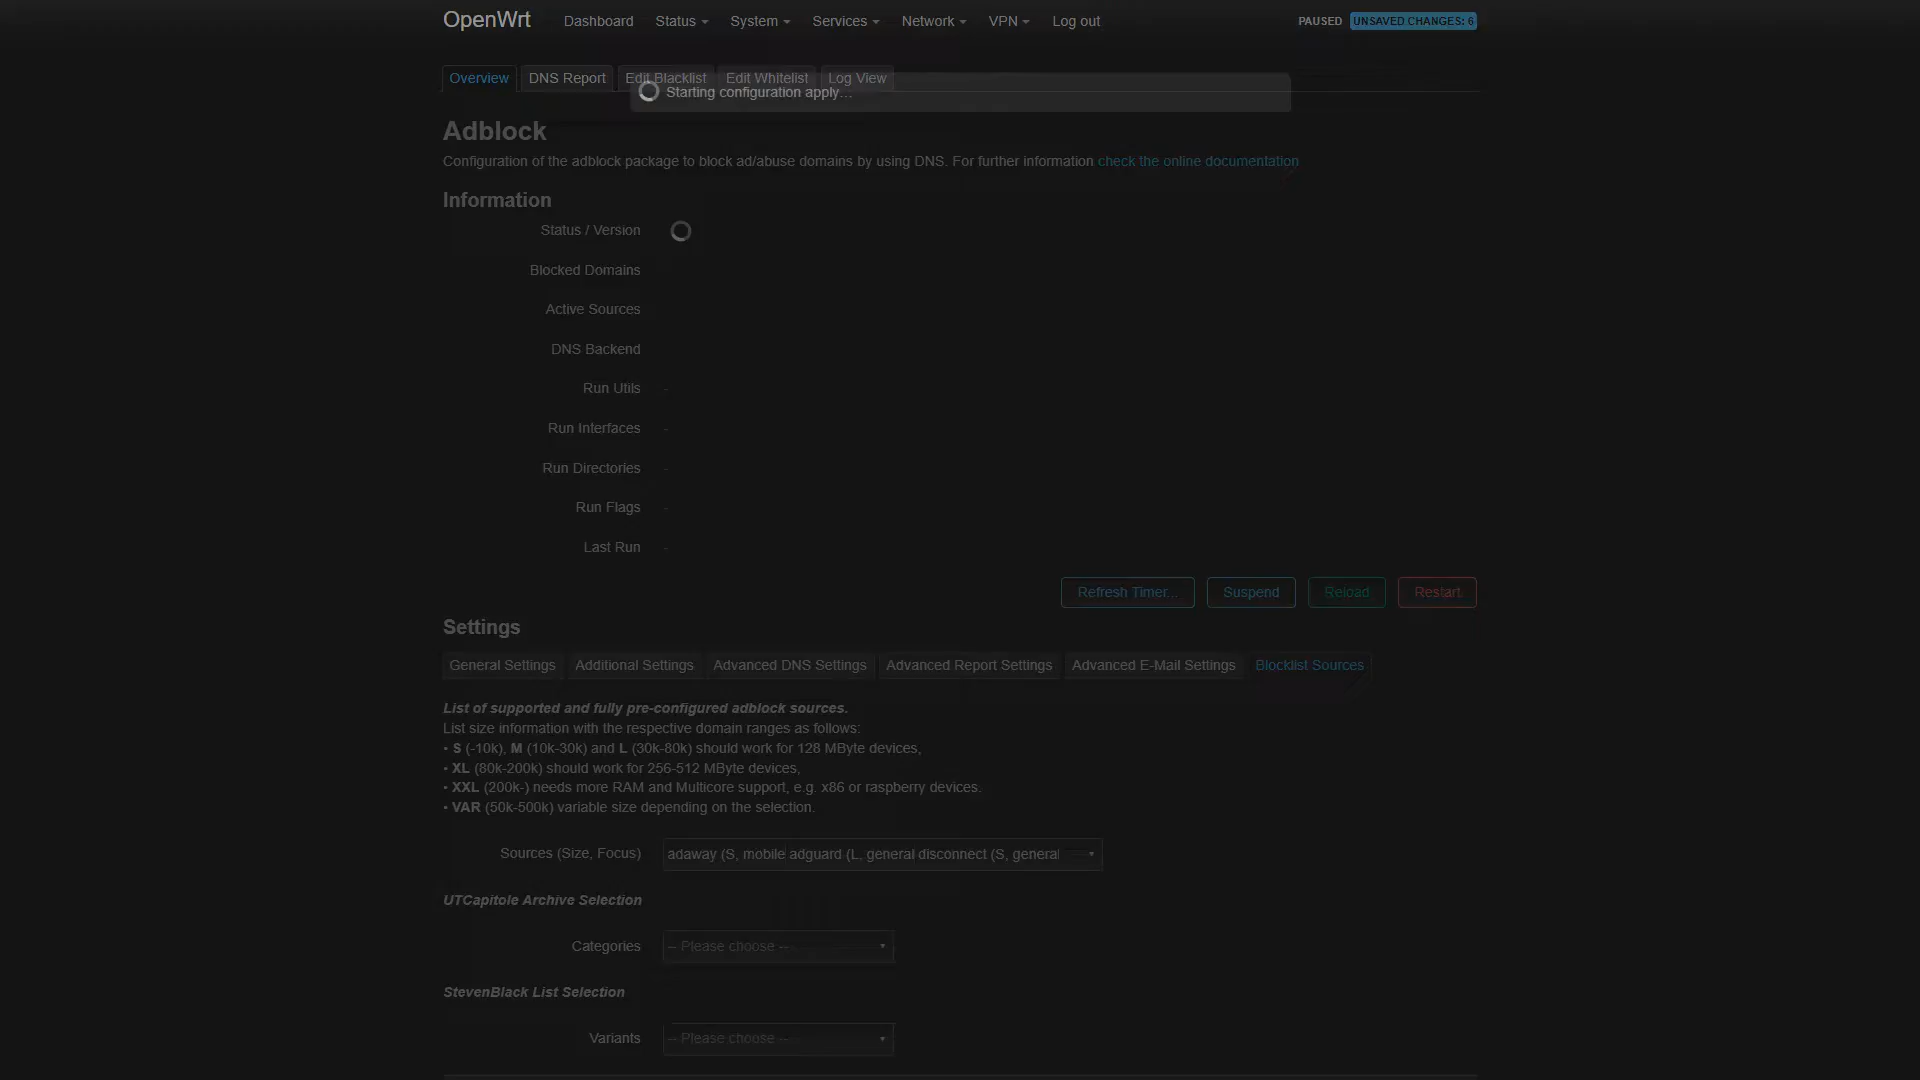 OpenWrt Dashboard Status System Services Network VPN Log out PAUSED UNSAVED CHANGES: 6
Overview DNS Report Edit Blacklist Edit Whitelist Log View
Starting configuration apply…
Adblock
Configuration of the adblock package to block ad/abuse domains by using DNS. For further information check the online documentation
Information
Status / Version
Blocked Domains
Active Sources
DNS Backend
Run Utils -
Run Interfaces -
Run Directories -
Run Flags -
Last Run -
Refresh Timer... Suspend Reload Restart
Settings
General Settings Additional Settings Advanced DNS Settings Advanced Report Settings Advanced E-Mail Settings Blocklist Sources
List of supported and fully pre-configured adblock sources.
List size information with the respective domain ranges as follows:
• S (-10k), M (10k-30k) and L (30k-80k) should work for 128 MByte devices,
• XL (80k-200k) should work for 256-512 MByte devices,
• XXL (200k-) needs more RAM and Multicore support, e.g. x86 or raspberry devices.
• VAR (50k-500k) variable size depending on the selection.
Sources (Size, Focus) adaway (S, mobile adguard (L, general disconnect (S, general
UTCapitole Archive Selection
Categories -- Please choose --
StevenBlack List Selection
Variants -- Please choose --